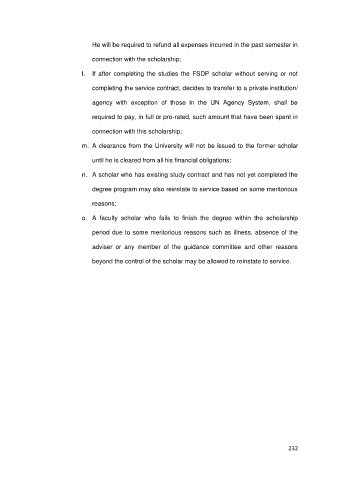 He will be required to refund all expenses incurred in the past semester in
connection with the scholarship;
l. If after completing the studies the FSDP scholar without serving or not
completing the service contract, decides to transfer to a private institution/
agency with exception of those in the UN Agency System, shall be
required to pay, in full or pro-rated, such amount that have been spent in
connection with this scholarship;
m. A clearance from the University will not be issued to the former scholar
until he is cleared from all his financial obligations;
n. A scholar who has existing study contract and has not yet completed the
degree program may also reinstate to service based on some meritorious
reasons;
o. A faculty scholar who fails to finish the degree within the scholarship
period due to some meritorious reasons such as illness, absence of the
adviser or any member of the guidance committee and other reasons
beyond the control of the scholar may be allowed to reinstate to service.
232